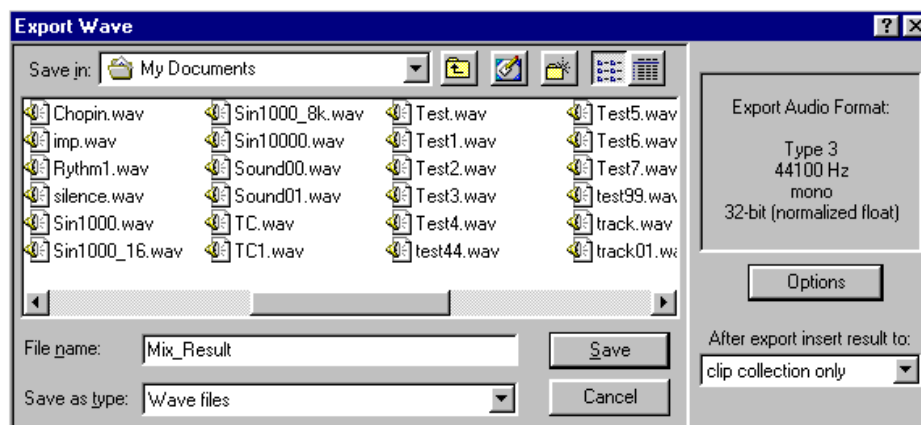 Export Wave
Save in: My Documents
Chopin.wav
imp.wav
Rythm1.wav
silence.wav
Sin1000.wav
Sin1000_16.wav
Sin1000_8k.wav
Sin10000.wav
Sound00.wav
Sound01.wav
TC.wav
TC1.wav
Test.wav
Test1.wav
Test2.wav
Test3.wav
Test4.wav
test44.wav
Test5.wav
Test6.wav
Test7.wav
test99.wav
track.wav
track01.wa
File name: Mix_Result
Save
Save as type: Wave files
Cancel
Export Audio Format:
Type 3
44100 Hz
mono
32-bit (normalized float)
Options
After export insert result to:
clip collection only